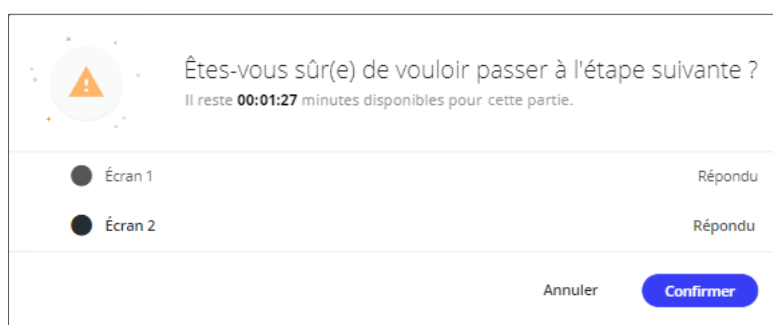 Êtes-vous sûr(e) de vouloir passer à l'étape suivante ?
Il reste 00:01:27 minutes disponibles pour cette partie.
Écran 1 Répondu
Écran 2 Répondu
Annuler Confirmer